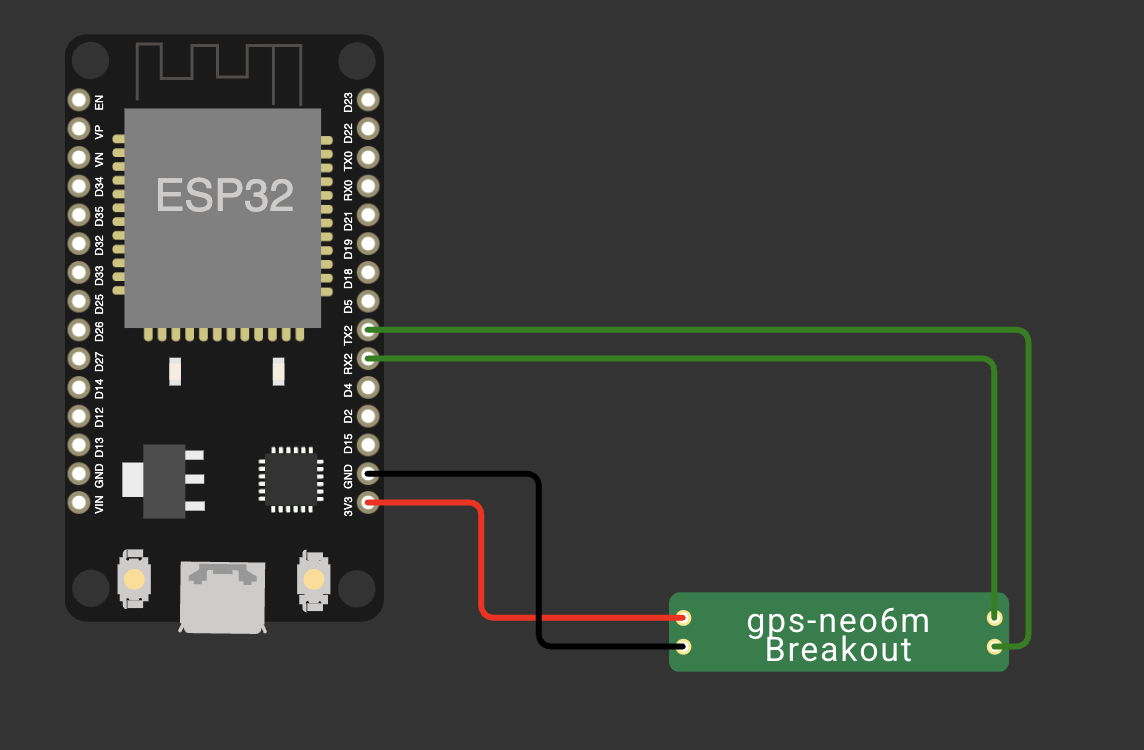 EN
VP
VN
D34
D35
D32
D33
D25
D26
D27
D14
D12
D13
GND
VIN
ESP32
D23
D22
TX0
RX0
D21
D19
D18
D5
TX2
RX2
D4
D2
D15
GND
3V3
gps-neo6m
Breakout